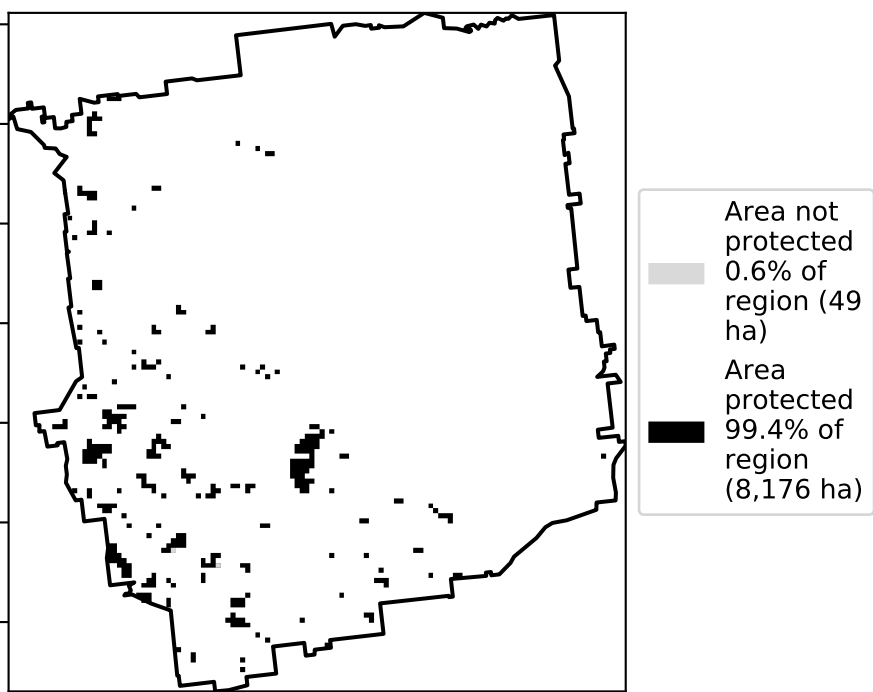 Area not
protected
0.6% of
region (49
ha)
Area
protected
99.4% of
region
(8,176 ha)